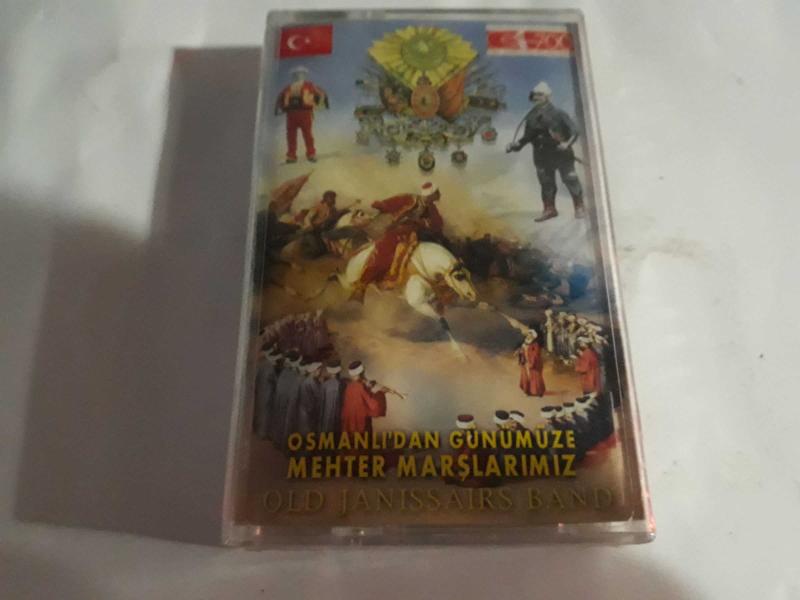 OSMANLI'DAN GÜNÜMÜZE
MEHTER MARŞLARIMIZ
OLD JANISSAIRS BAND